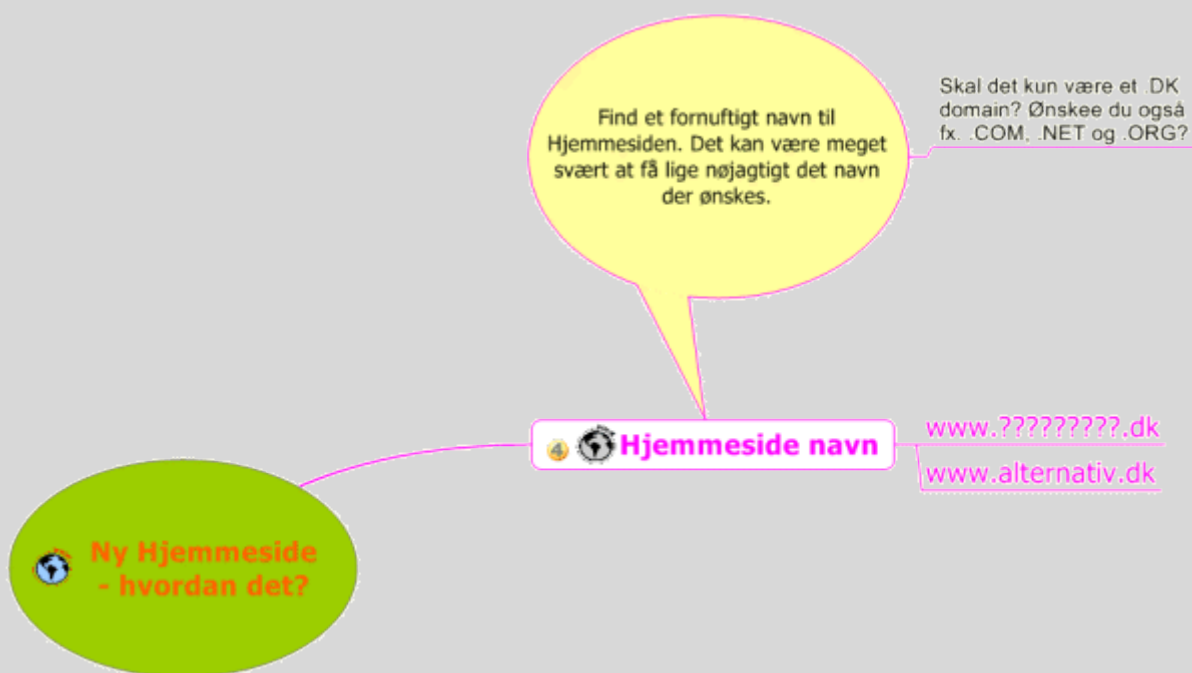 Find et fornuftigt navn til
Hjemmesiden. Det kan være meget
svært at få lige nøjagtigt det navn
der ønskes.
Skal det kun være et .DK
domain? Ønskee du også
fx. .COM, .NET og .ORG?
4 Hjemmeside navn
www.?????????.dk
www.alternativ.dk
Ny Hjemmeside
- hvordan det?